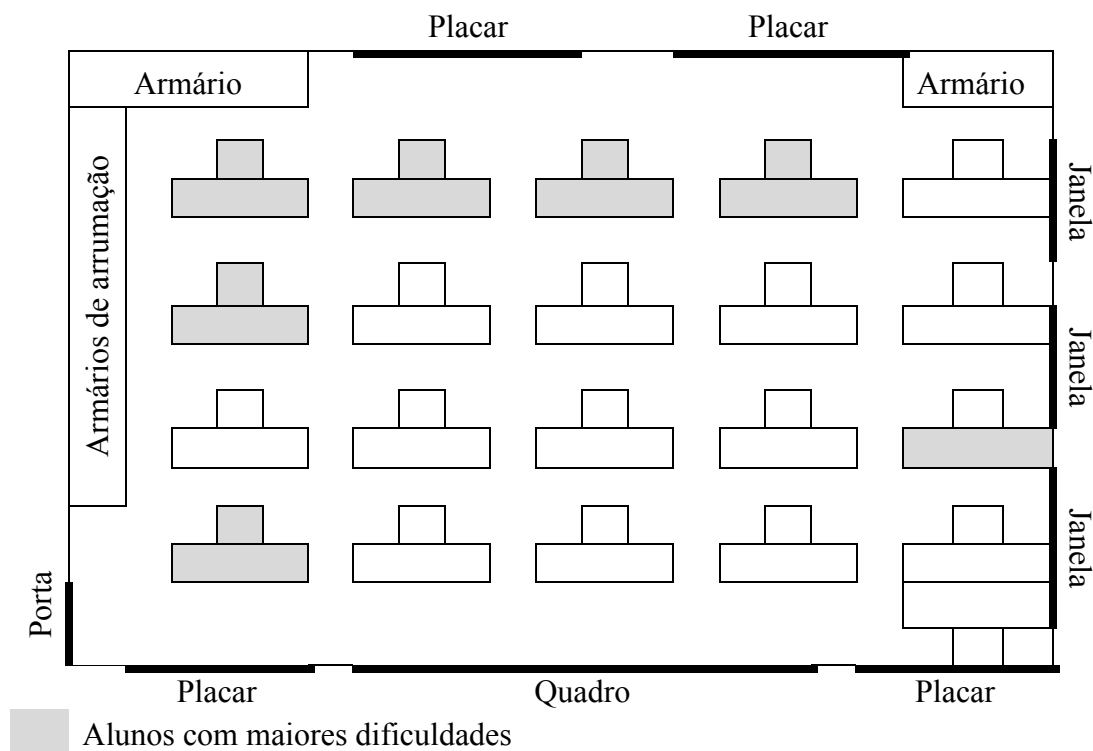 Placar
Placar
Armário
Armário
Armários de arrumação
Janela
Janela
Janela
Porta
Placar
Quadro
Placar
Alunos com maiores dificuldades